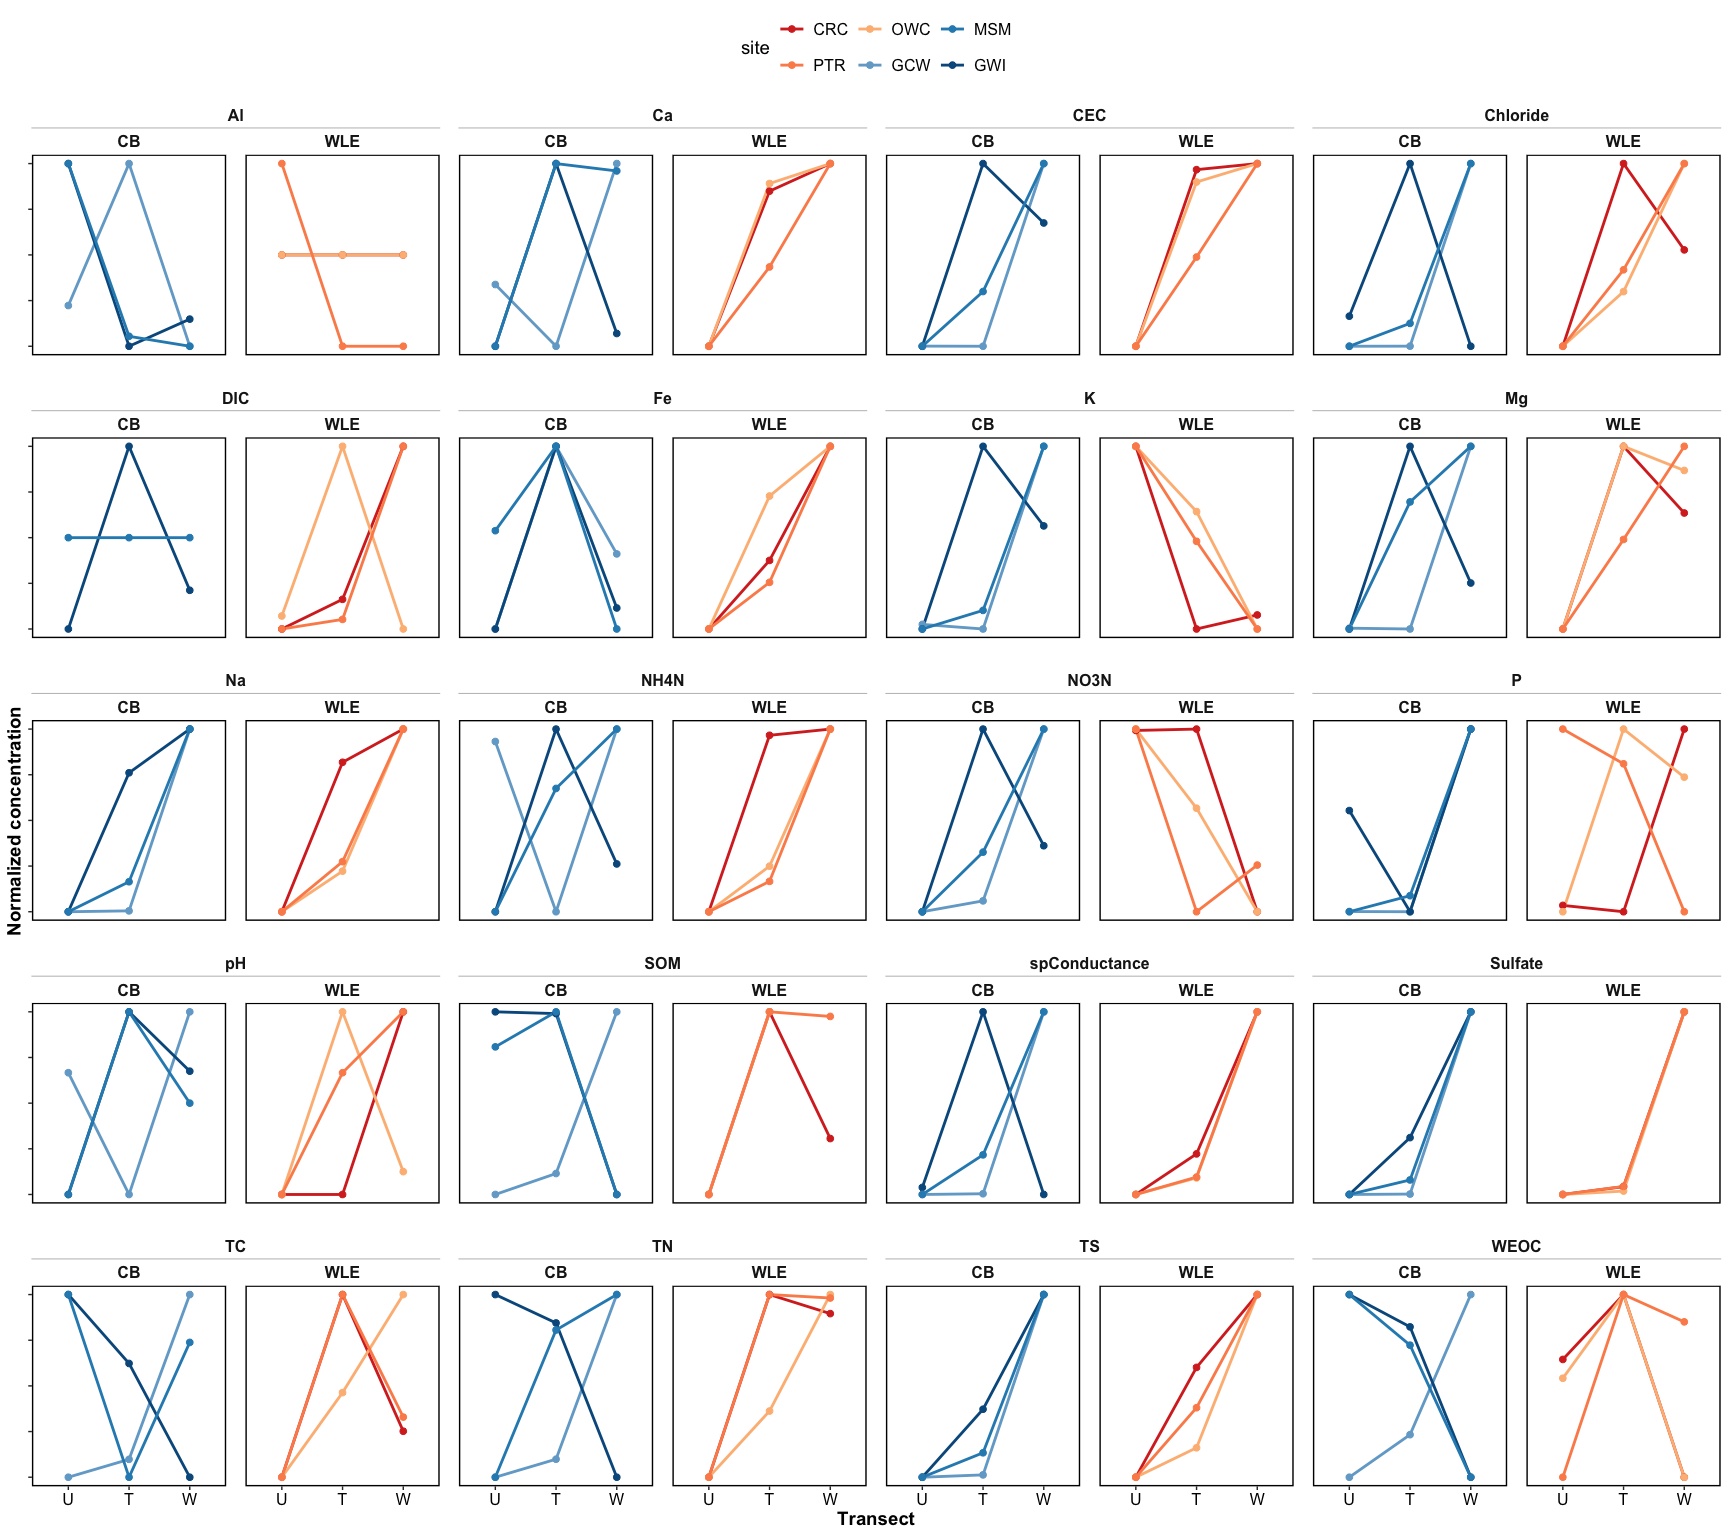 site
CRC OWC MSM
PTR GCW GWI
Al Ca CEC Chloride
CB WLE CB WLE CB WLE CB WLE
DIC Fe K Mg
CB WLE CB WLE CB WLE CB WLE
Na NH4N NO3N P
CB WLE CB WLE CB WLE CB WLE
Normalized concentration
pH SOM spConductance Sulfate
CB WLE CB WLE CB WLE CB WLE
TC TN TS WEOC
CB WLE CB WLE CB WLE CB WLE
U T W U T W U T W U T W U T W U T W U T W U T W
Transect